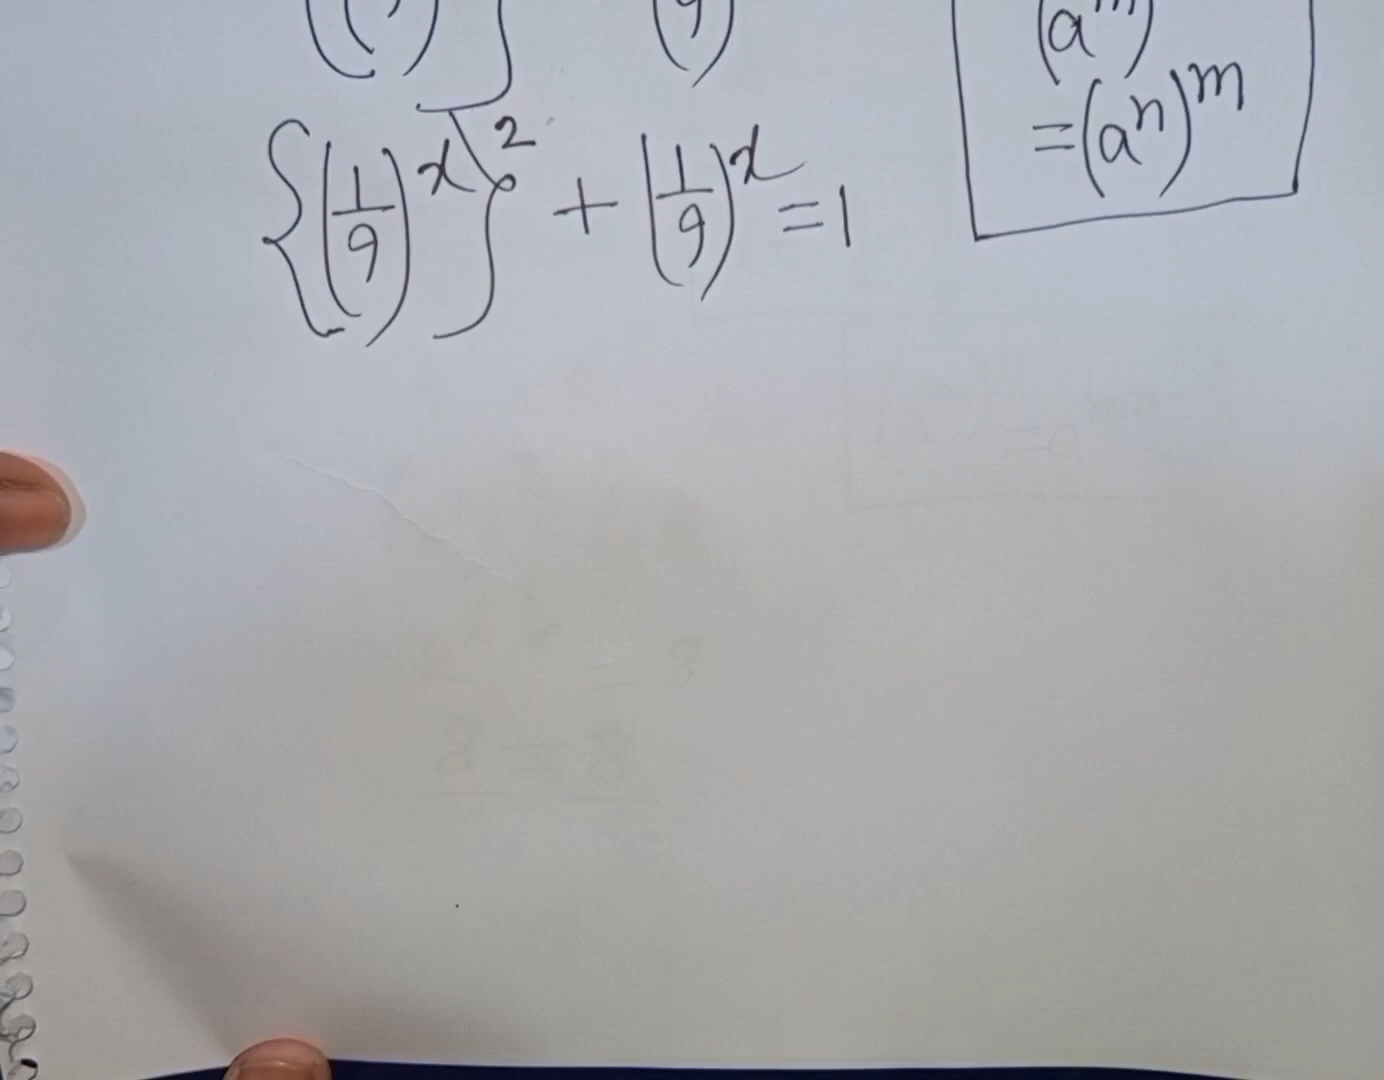 (a^m)
=(a^n)^m
{(1/9)^x}^2 + (1/9)^x = 1